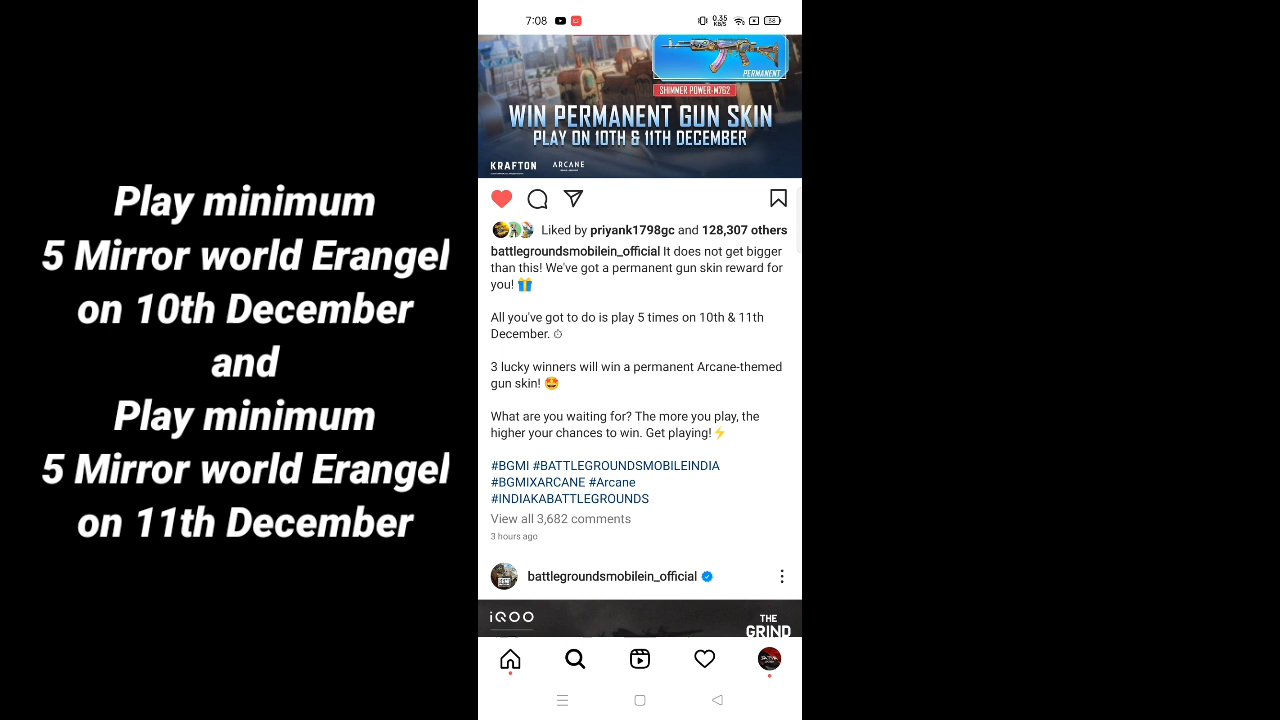 Play minimum
5 Mirror world Erangel
on 10th December
and
Play minimum
5 Mirror world Erangel
on 11th December
7:08
0.35
KB/S
58
PERMANENT
SHIMMER POWER-M762
WIN PERMANENT GUN SKIN
PLAY ON 10TH & 11TH DECEMBER
KRAFTON
ARCANE
Liked by priyank1798gc and 128,307 others
battlegroundsmobilein_official It does not get bigger
than this! We've got a permanent gun skin reward for
you! 🎁
All you've got to do is play 5 times on 10th & 11th
December. ⏱
3 lucky winners will win a permanent Arcane-themed
gun skin! 🤩
What are you waiting for? The more you play, the
higher your chances to win. Get playing!⚡
#BGMI #BATTLEGROUNDSMOBILEINDIA
#BGMIXARCANE #Arcane
#INDIAKABATTLEGROUNDS
View all 3,682 comments
3 hours ago
battlegroundsmobilein_official
iQOO
THE
GRIND